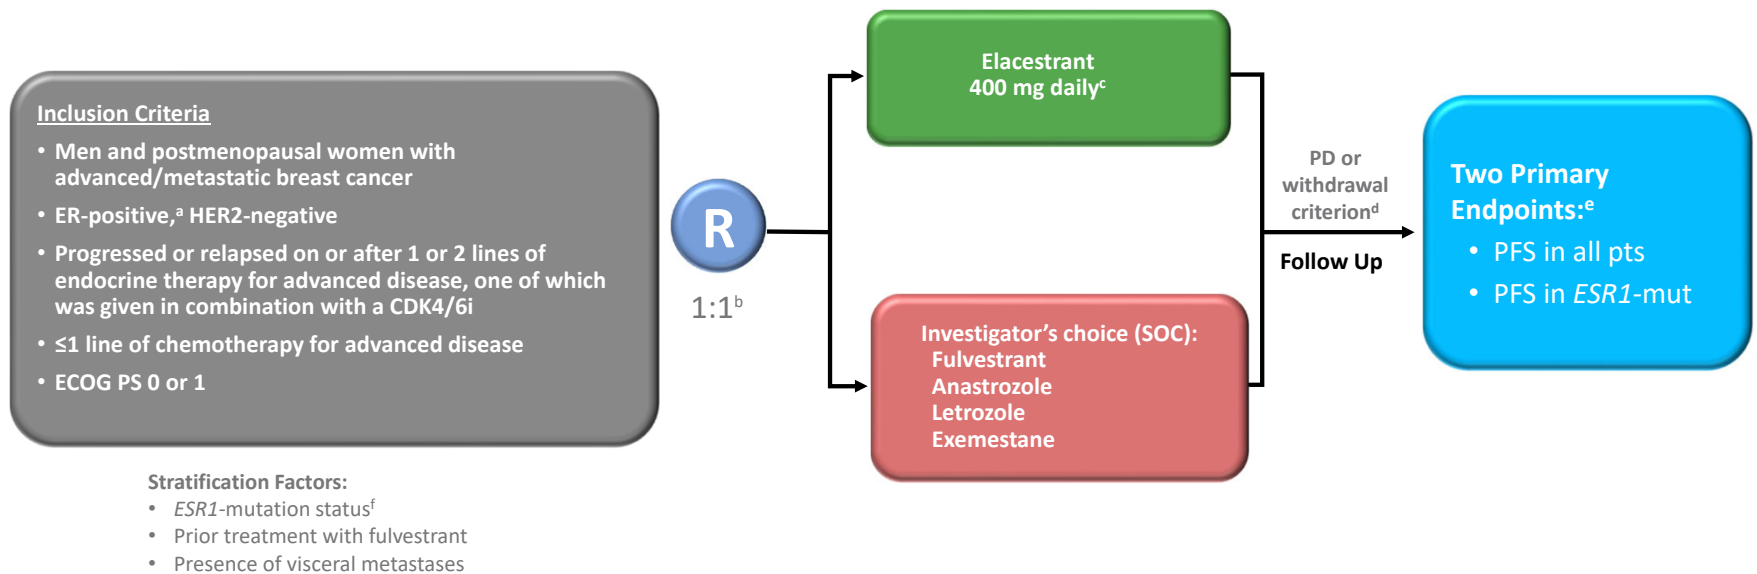 Inclusion Criteria
• Men and postmenopausal women with
advanced/metastatic breast cancer
• ER-positive,ᵃ HER2-negative
• Progressed or relapsed on or after 1 or 2 lines of
endocrine therapy for advanced disease, one of which
was given in combination with a CDK4/6i
• ≤1 line of chemotherapy for advanced disease
• ECOG PS 0 or 1
Stratification Factors:
• ESR1-mutation statusᶠ
• Prior treatment with fulvestrant
• Presence of visceral metastases
R
1:1ᵇ
Elacestrant
400 mg dailyᶜ
Investigator's choice (SOC):
Fulvestrant
Anastrozole
Letrozole
Exemestane
PD or
withdrawal
criterionᵈ
Follow Up
Two Primary
Endpoints:ᵉ
• PFS in all pts
• PFS in ESR1-mut